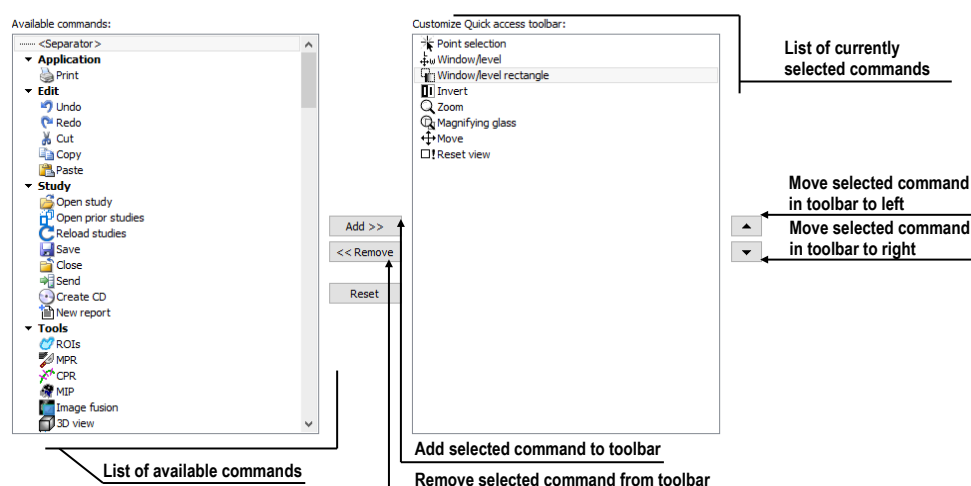 Available commands:
<Separator>
Application
Print
Edit
Undo
Redo
Cut
Copy
Paste
Study
Open study
Open prior studies
Reload studies
Save
Close
Send
Create CD
New report
Tools
ROIs
MPR
CPR
MIP
Image fusion
3D view
Add >>
<< Remove
Reset
Customize Quick access toolbar:
Point selection
Window/level
Window/level rectangle
Invert
Zoom
Magnifying glass
Move
Reset view
List of currently
selected commands
Move selected command
in toolbar to left
Move selected command
in toolbar to right
Add selected command to toolbar
List of available commands
Remove selected command from toolbar